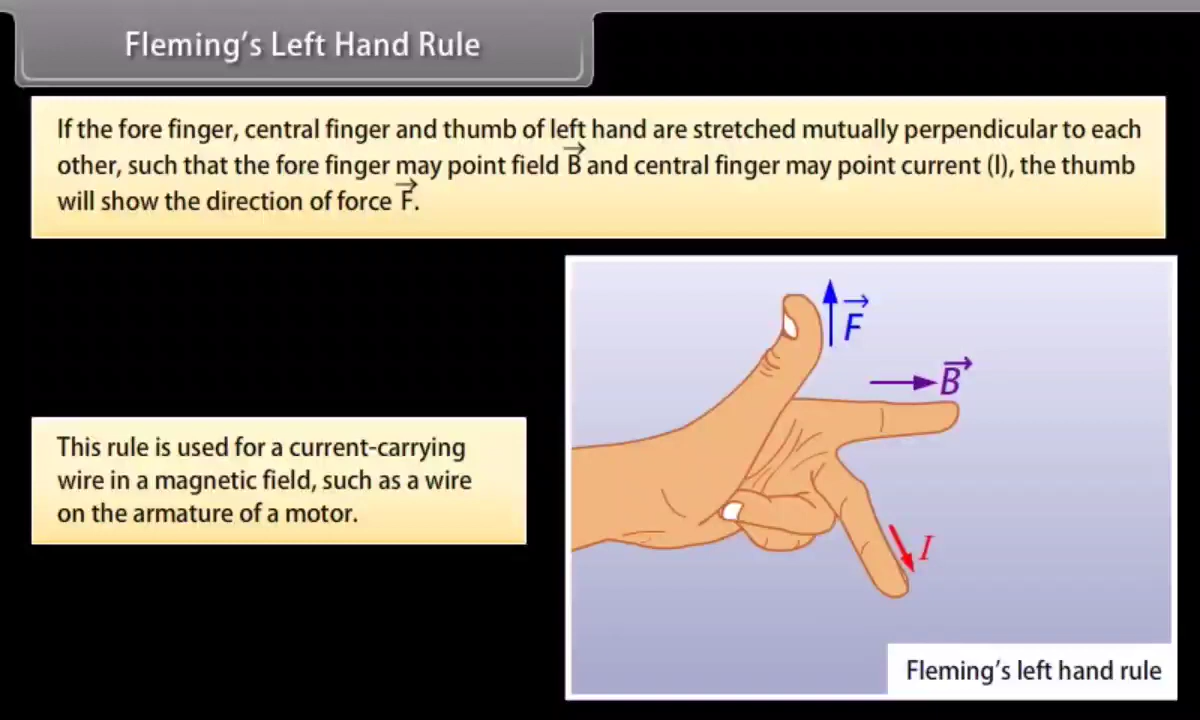 Fleming's Left Hand Rule
If the fore finger, central finger and thumb of left hand are stretched mutually perpendicular to each
other, such that the fore finger may point field B⃗ and central finger may point current (I), the thumb
will show the direction of force F⃗.
F⃗
B⃗
This rule is used for a current-carrying
wire in a magnetic field, such as a wire
on the armature of a motor.
I
Fleming's left hand rule